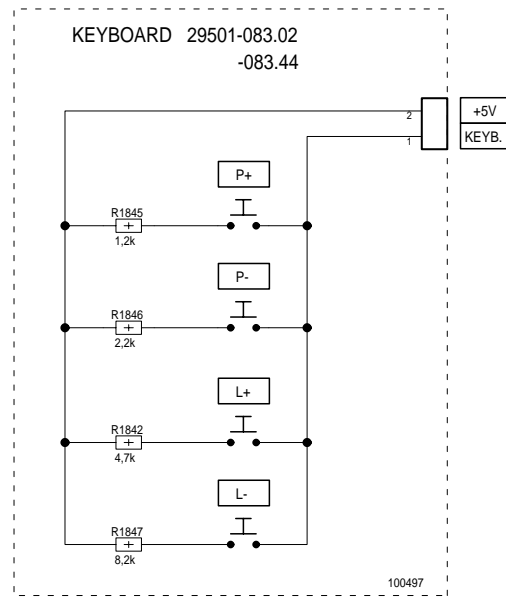 KEYBOARD 29501-083.02
-083.44
2
+5V
1
KEYB.
P+
R1845
1,2k
P-
R1846
2,2k
L+
R1842
4,7k
L-
R1847
8,2k
100497